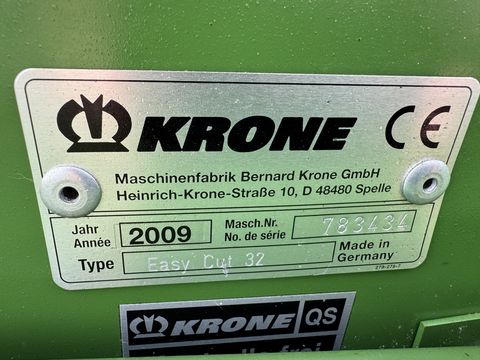 KRONE CE
Maschinenfabrik Bernard Krone GmbH
Heinrich-Krone-Straße 10, D 48480 Spelle
Jahr
Année
2009
Masch.Nr.
No. de série
783434
Type
Easy Cut 32
Made in
Germany
KRONE QS